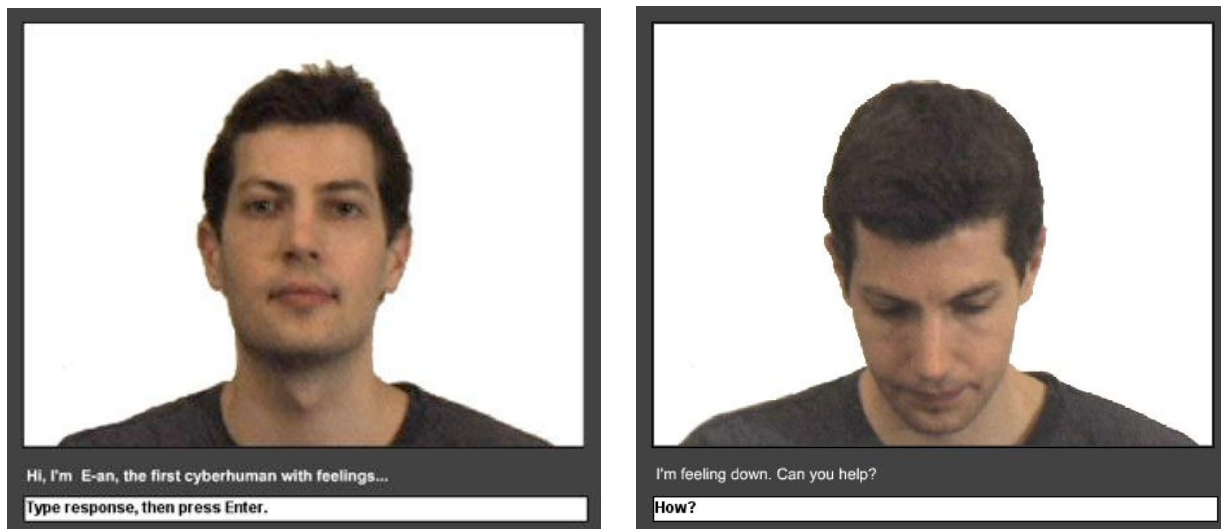 Hi, I'm  E-an, the first cyberhuman with feelings...
Type response, then press Enter.
I'm feeling down. Can you help?
How?